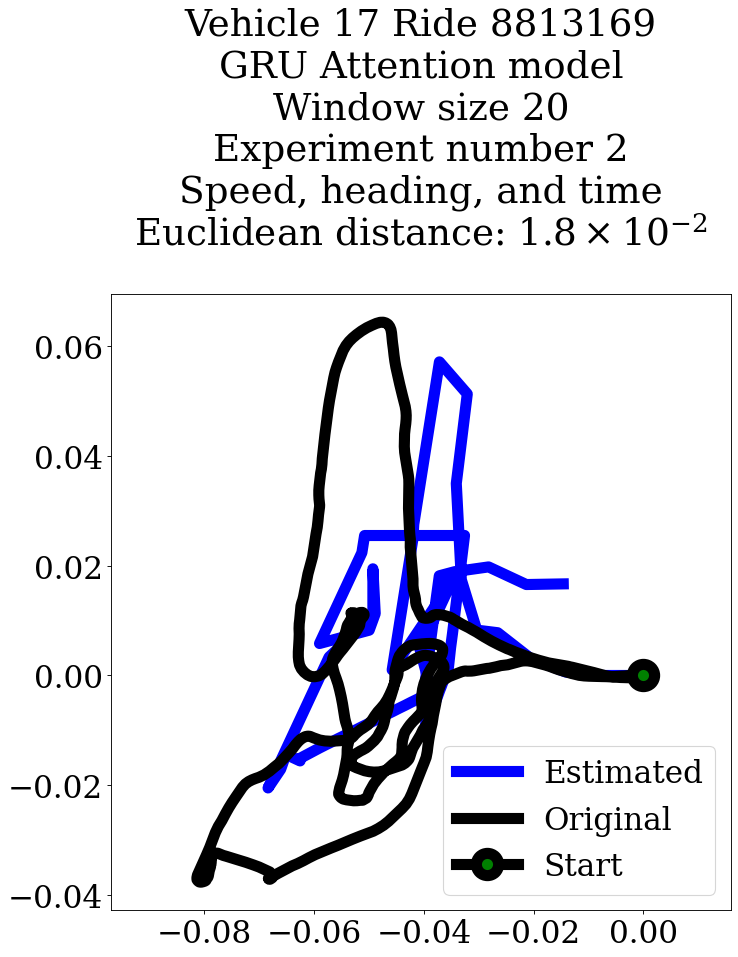 Vehicle 17 Ride 8813169
GRU Attention model
Window size 20
Experiment number 2
Speed, heading, and time
Euclidean distance: 1.8 × 10⁻²
0.06
0.04
0.02
0.00
−0.02
−0.04
Estimated
Original
Start
−0.08 −0.06 −0.04 −0.02 0.00